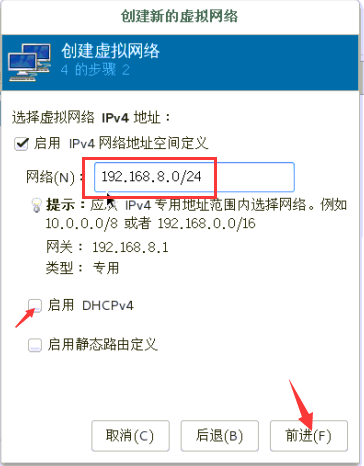 创建新的虚拟网络
创建虚拟网络
4 的步骤 2
选择虚拟网络 IPv4 地址：
启用 IPv4 网络地址空间定义
网络(N)： 192.168.8.0/24
提示：应从 IPv4 专用地址范围内选择网络。例如
10.0.0.0/8 或者 192.168.0.0/16
网关： 192.168.8.1
类型： 专用
启用 DHCPv4
启用静态路由定义
取消(C) 后退(B) 前进(F)